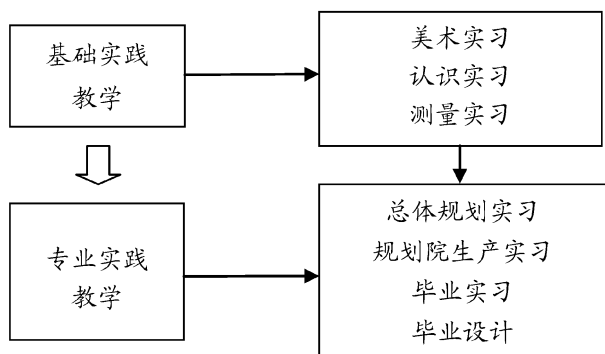 基础实践
教学
美术实习
认识实习
测量实习
专业实践
教学
总体规划实习
规划院生产实习
毕业实习
毕业设计